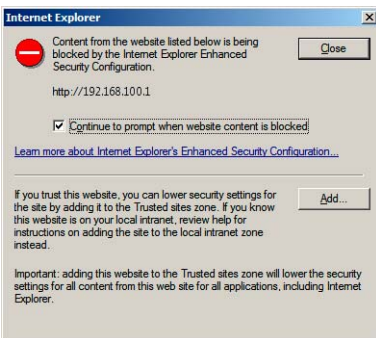 Internet Explorer
Content from the website listed below is being
blocked by the Internet Explorer Enhanced
Security Configuration.
Close
http://192.168.100.1
Continue to prompt when website content is blocked
Learn more about Internet Explorer's Enhanced Security Configuration...
If you trust this website, you can lower security settings for
the site by adding it to the Trusted sites zone. If you know
this website is on your local intranet, review help for
instructions on adding the site to the local intranet zone
instead.
Add...
Important: adding this website to the Trusted sites zone will lower the security
settings for all content from this web site for all applications, including Internet
Explorer.